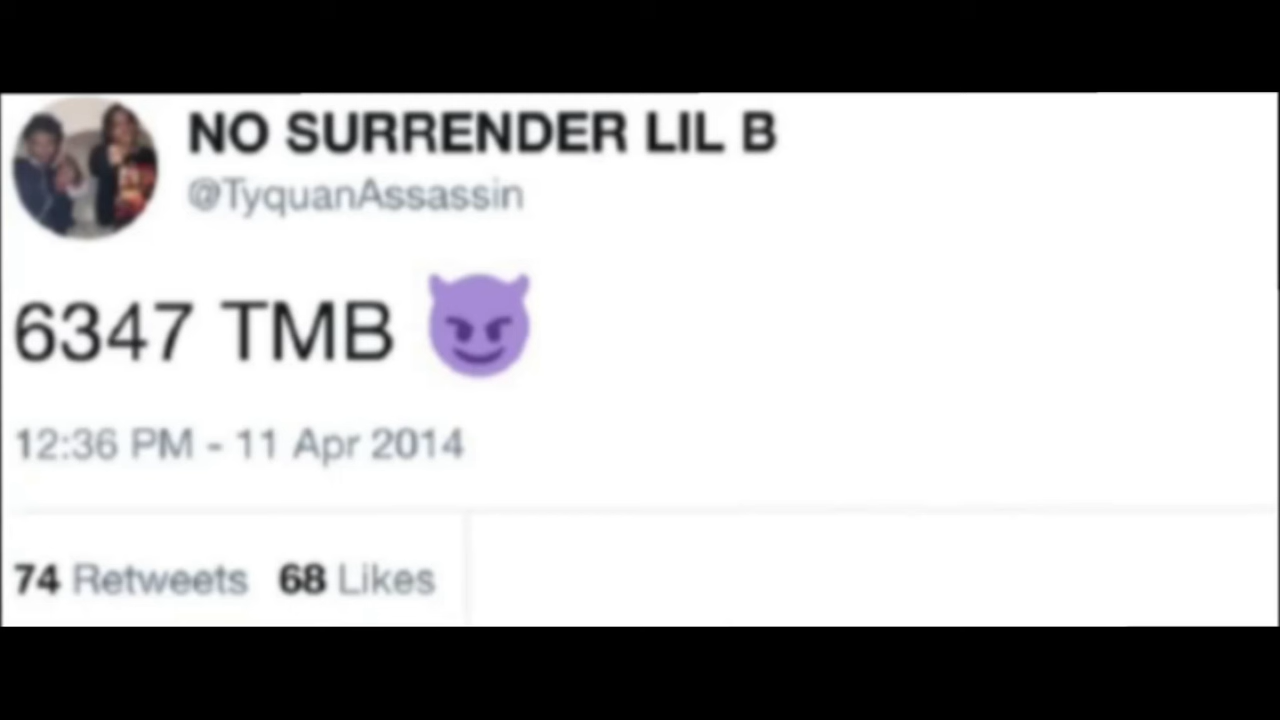 NO SURRENDER LIL B
@TyquanAssassin
6347 TMB 😈
12:36 PM - 11 Apr 2014
74 Retweets 68 Likes